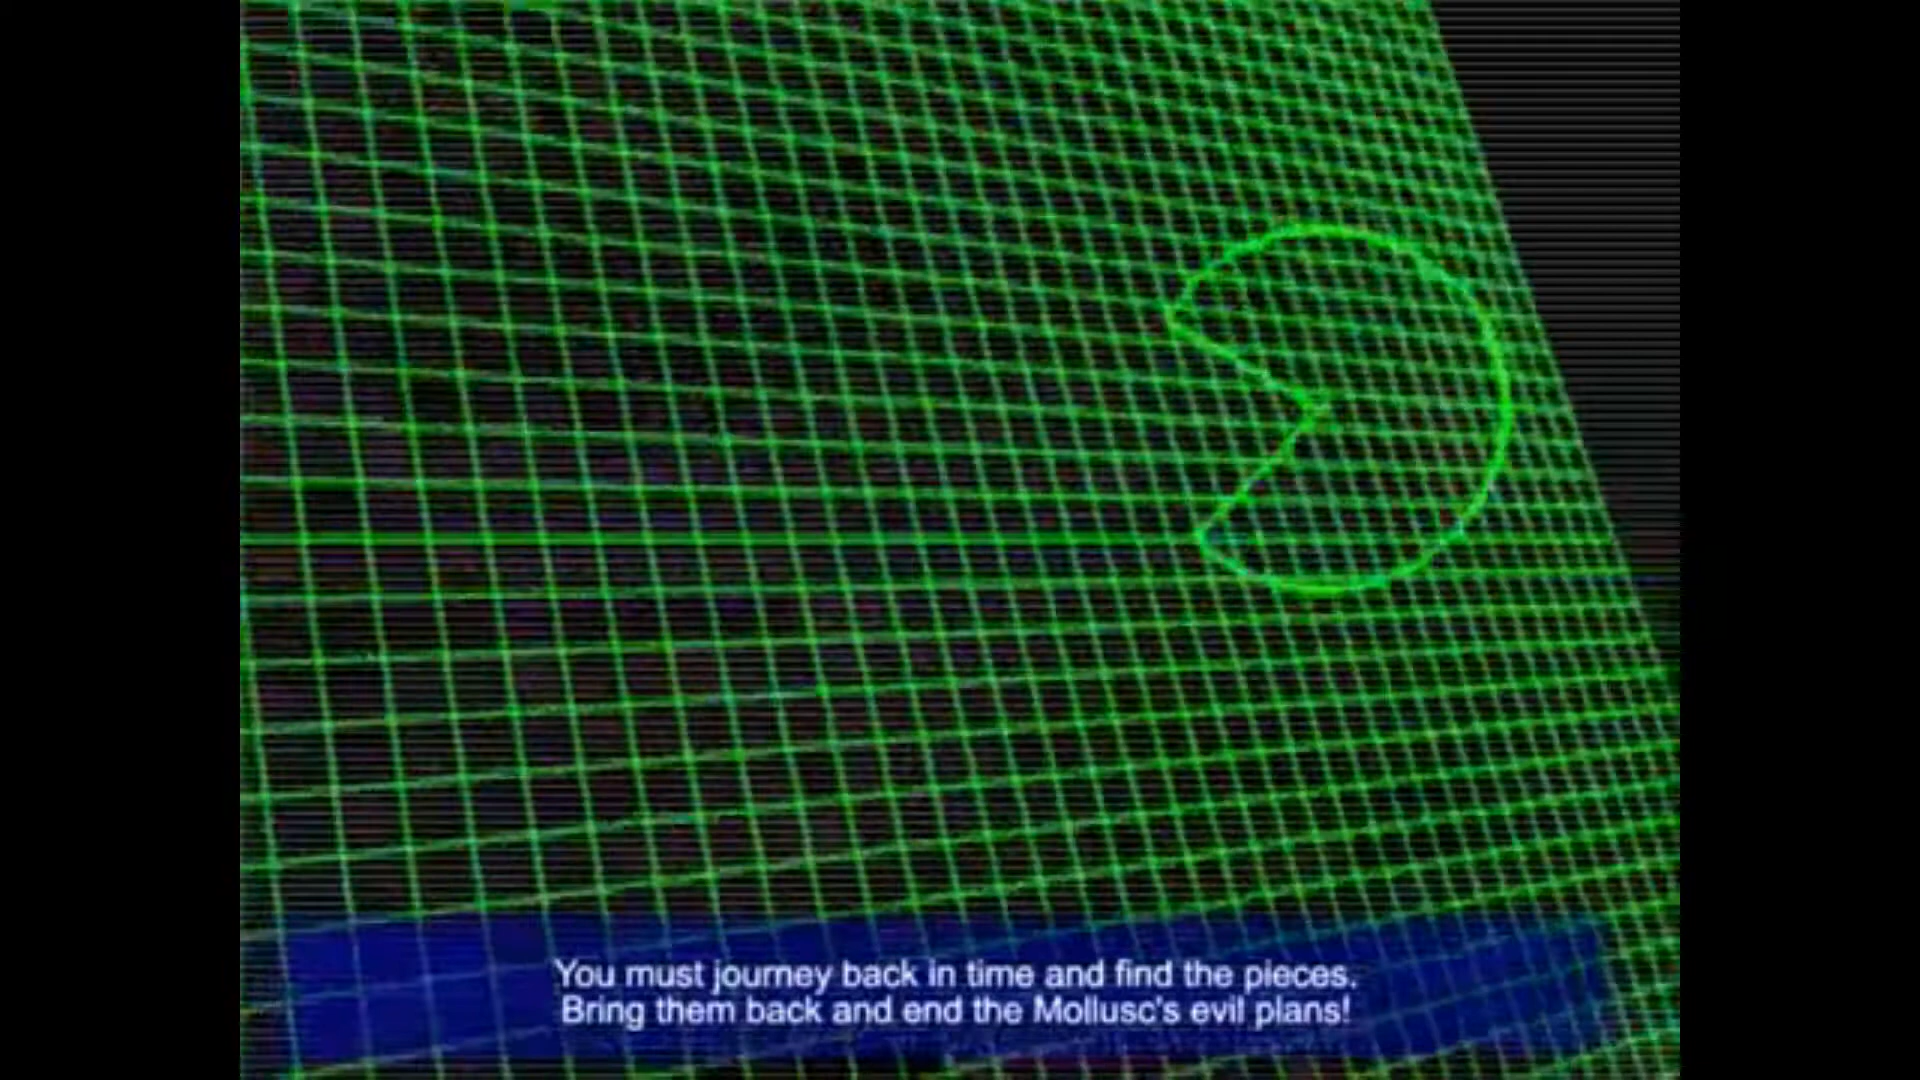 You must journey back in time and find the pieces.
Bring them back and end the Mollusc's evil plans!